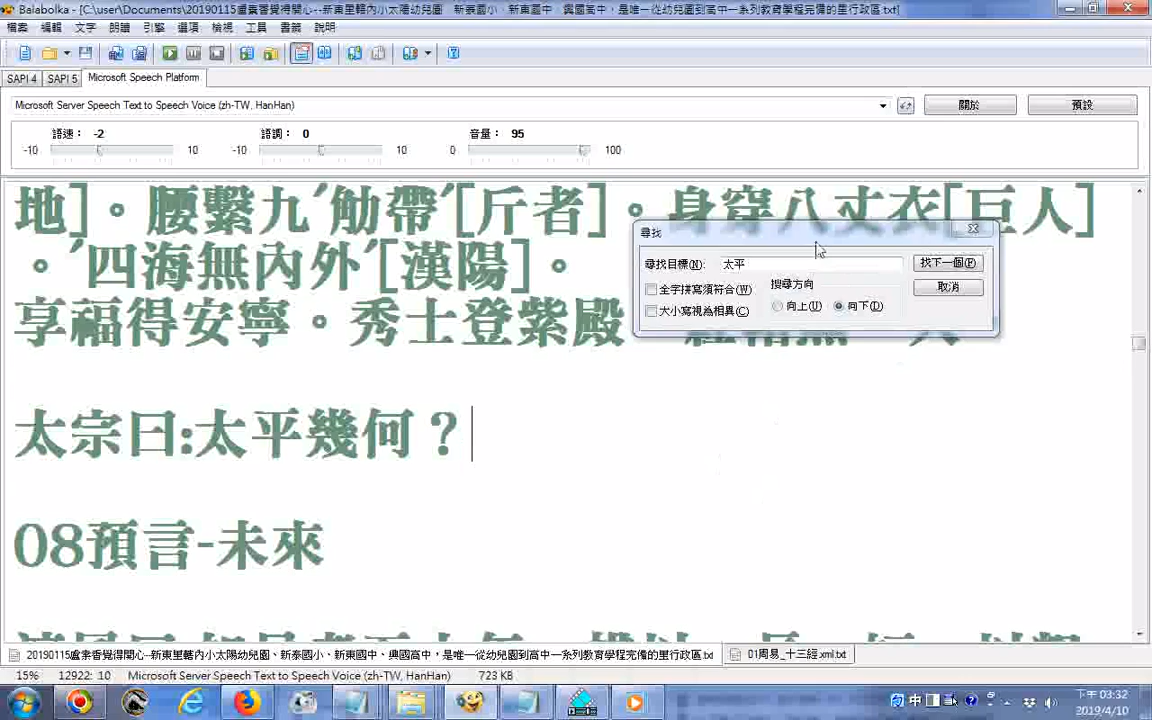 Balabolka - [C:\user\Documents\20190115盧素香覺得開心--新東里轄內小太陽幼兒園、新泰國小、新東國中、興國高中，是唯一從幼兒園到高中一系列教育學程完備的里行政區.txt]
檔案 編輯 文字 朗讀 引擎 選項 檢視 工具 書籤 說明
SAPI 4 SAPI 5 Microsoft Speech Platform
Microsoft Server Speech Text to Speech Voice (zh-TW, HanHan) 關於 預設
語速： -2 語調： 0 音量： 95
-10 10 -10 10 0 100
地]。腰繫九'觔帶'[斤者]。身穿八丈衣[巨人]
。'四海無內外'[漢陽]。
享福得安寧。秀士登紫殿
尋找
尋找目標(N): 太平 找下一個(F)
全字拼寫須符合(W) 搜尋方向 取消
大小寫視為相異(C) 向上(U) 向下(D)
太宗曰:太平幾何？
08預言-未來
20190115盧素香覺得開心--新東里轄內小太陽幼兒園、新泰國小、新東國中、興國高中，是唯一從幼兒園到高中一系列教育學程完備的里行政區.txt 01周易_十三經.xml.txt
15% 12922: 10 Microsoft Server Speech Text to Speech Voice (zh-TW, HanHan) 723 KB
中 下午 03:32
2019/4/10